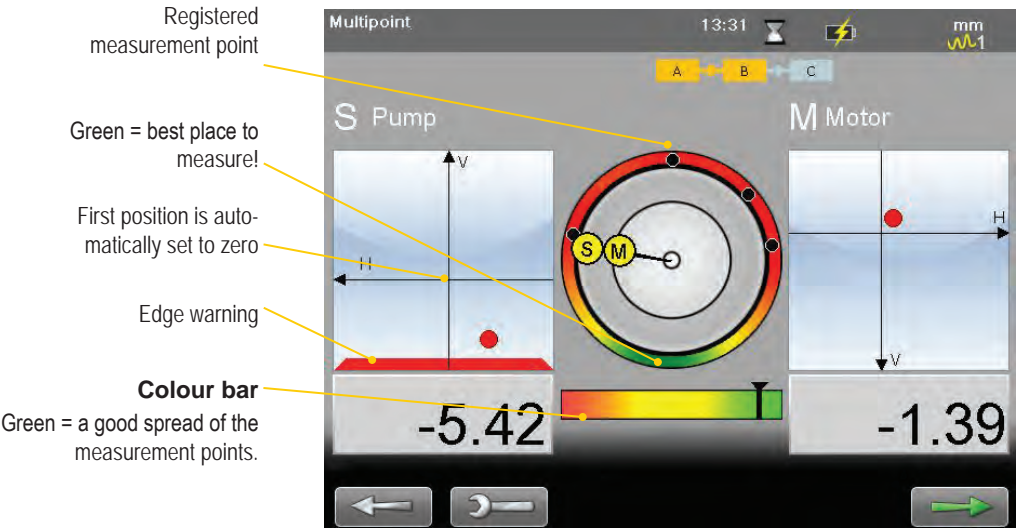 Registered
measurement point
Green = best place to
measure!
First position is auto-
matically set to zero
Edge warning
Colour bar
Green = a good spread of the
measurement points.
Multipoint
13:31
mm
1
A
B
C
S Pump
M Motor
V
H
S
M
H
V
-5.42
-1.39